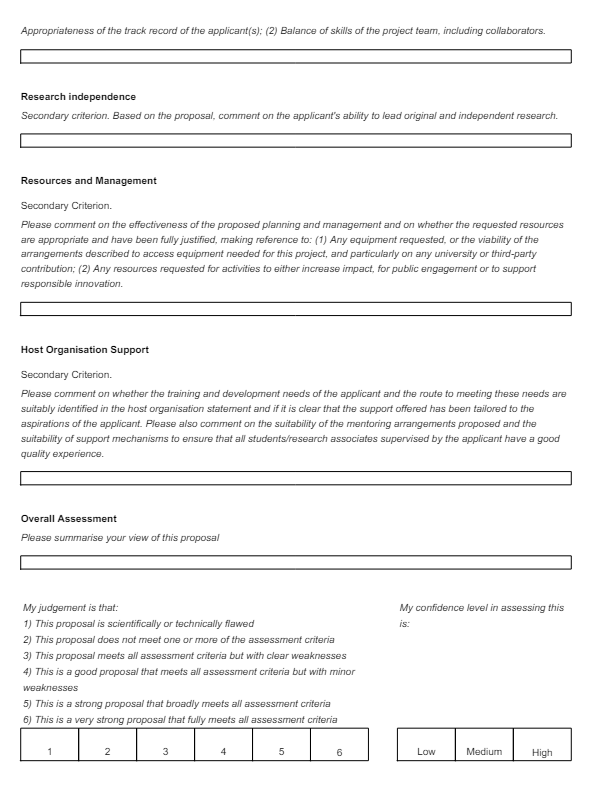 Appropriateness of the track record of the applicant(s); (2) Balance of skills of the project team, including collaborators.
Research independence
Secondary criterion. Based on the proposal, comment on the applicant's ability to lead original and independent research.
Resources and Management
Secondary Criterion.
Please comment on the effectiveness of the proposed planning and management and on whether the requested resources
are appropriate and have been fully justified, making reference to: (1) Any equipment requested, or the viability of the
arrangements described to access equipment needed for this project, and particularly on any university or third-party
contribution; (2) Any resources requested for activities to either increase impact, for public engagement or to support
responsible innovation.
Host Organisation Support
Secondary Criterion.
Please comment on whether the training and development needs of the applicant and the route to meeting these needs are
suitably identified in the host organisation statement and if it is clear that the support offered has been tailored to the
aspirations of the applicant. Please also comment on the suitability of the mentoring arrangements proposed and the
suitability of support mechanisms to ensure that all students/research associates supervised by the applicant have a good
quality experience.
Overall Assessment
Please summarise your view of this proposal
My judgement is that:
1) This proposal is scientifically or technically flawed
2) This proposal does not meet one or more of the assessment criteria
3) This proposal meets all assessment criteria but with clear weaknesses
4) This is a good proposal that meets all assessment criteria but with minor
weaknesses
5) This is a strong proposal that broadly meets all assessment criteria
6) This is a very strong proposal that fully meets all assessment criteria
1 2 3 4 5 6
My confidence level in assessing this
is:
Low Medium High